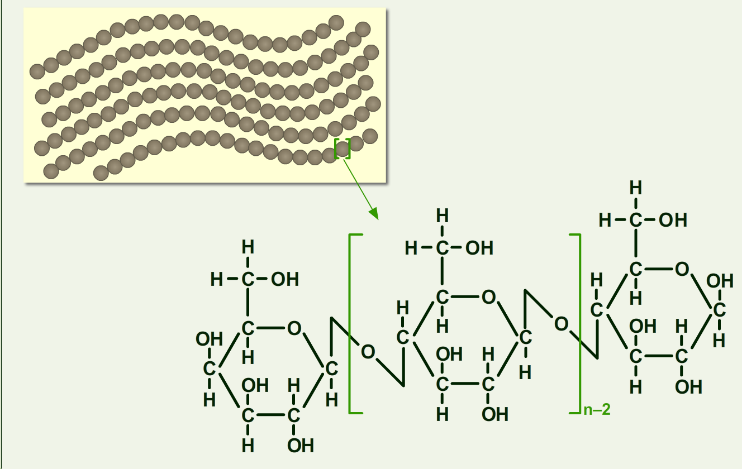 H
H–C–OH
H
H
H–C–OH
C O
H–C–OH
H OH
C O H
H C C
C O H O OH H
OH C C H
H O OH H C C
C C H
OH H C C H OH
H H
C C H OH n–2
H OH